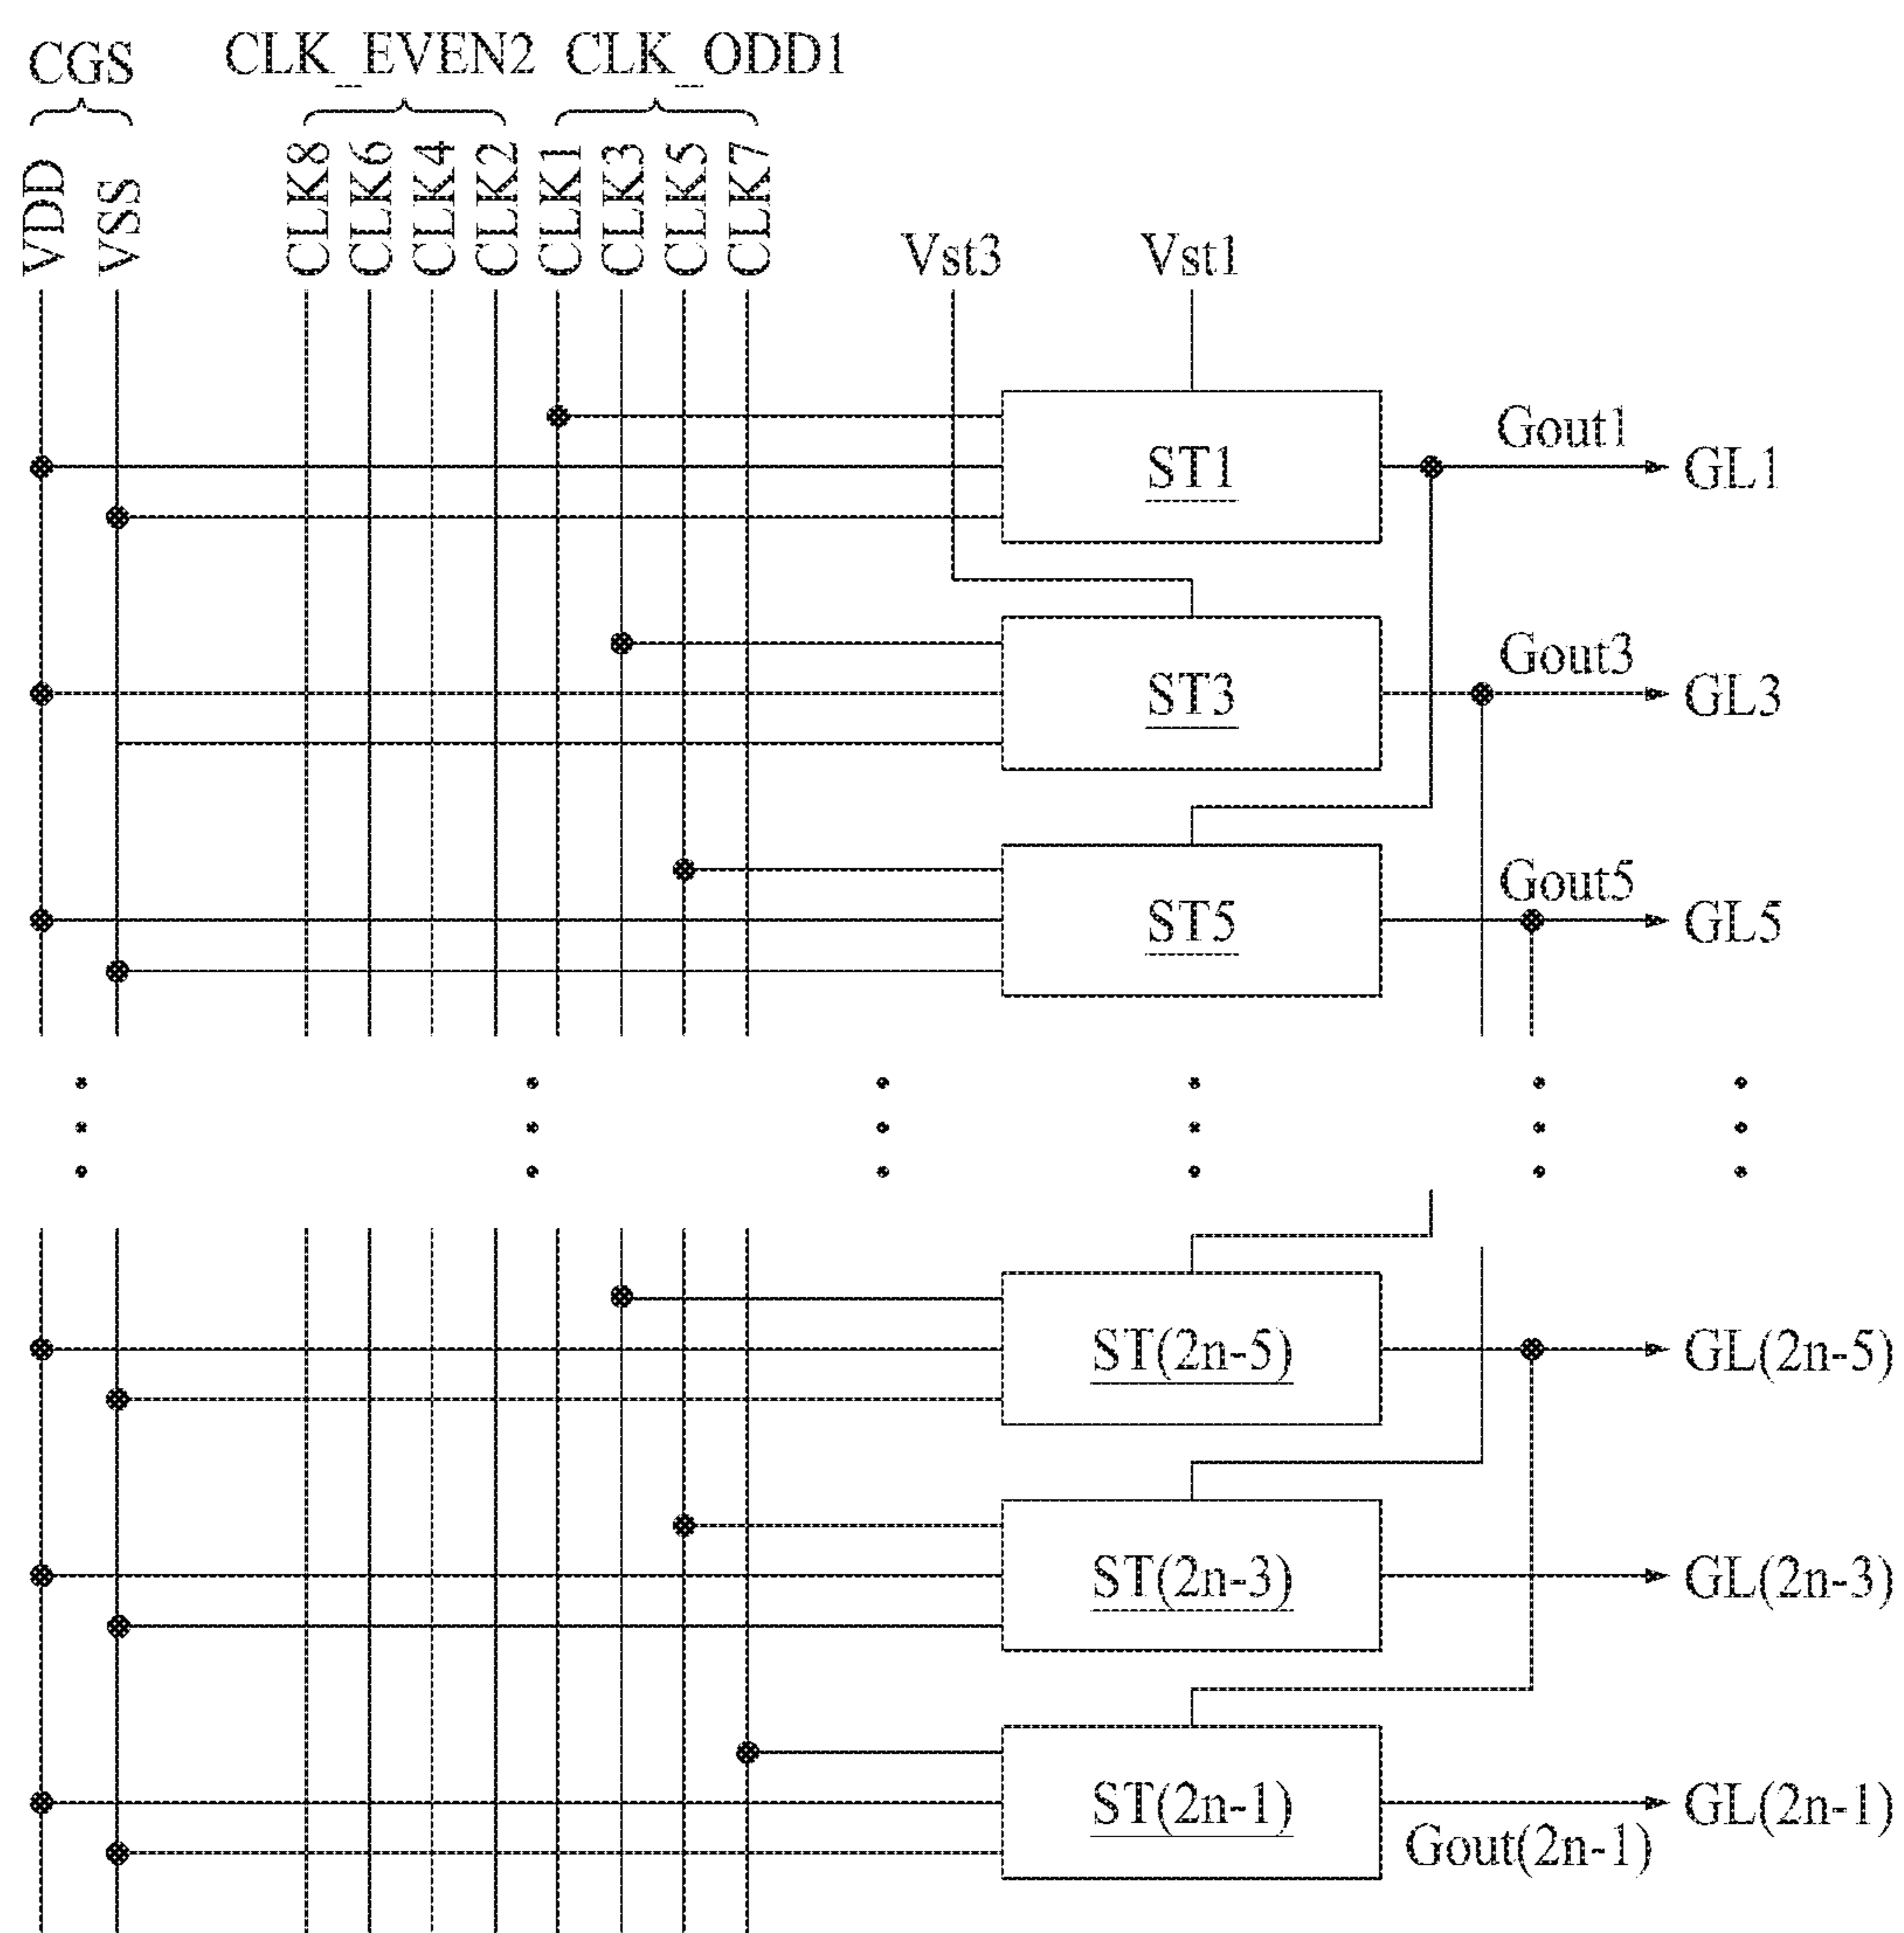 CGS
CLK_EVEN2
CLK_ODD1
VDD
VSS
CLK8
CLK6
CLK4
CLK2
CLK1
CLK3
CLK5
CLK7
Vst3
Vst1
ST1
Gout1
GL1
ST3
Gout3
GL3
ST5
Gout5
GL5
ST(2n-5)
GL(2n-5)
ST(2n-3)
GL(2n-3)
ST(2n-1)
GL(2n-1)
Gout(2n-1)